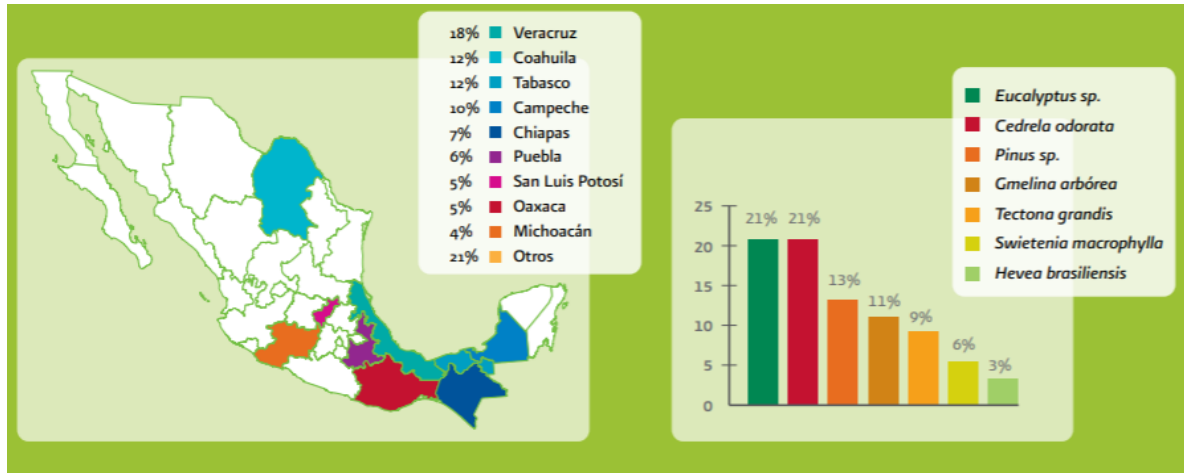 18% Veracruz
12% Coahuila
12% Tabasco
10% Campeche
7% Chiapas
6% Puebla
5% San Luis Potosí
5% Oaxaca
4% Michoacán
21% Otros
Eucalyptus sp.
Cedrela odorata
Pinus sp.
Gmelina arbórea
Tectona grandis
Swietenia macrophylla
Hevea brasiliensis
25
20
15
10
5
0
21%
21%
13%
11%
9%
6%
3%